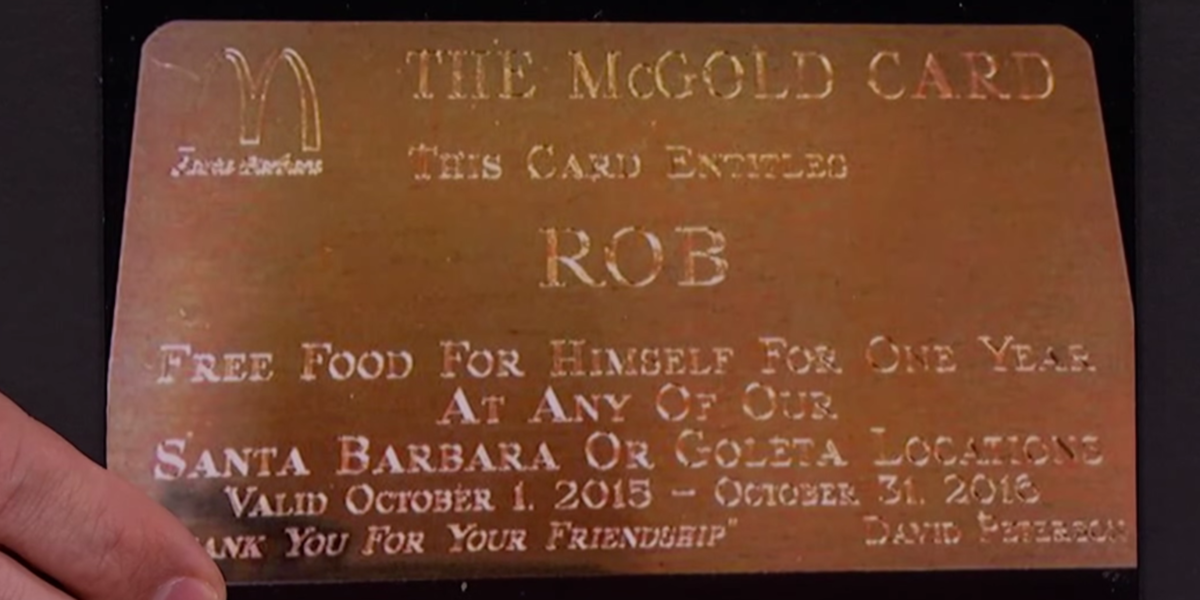 THE McGOLD CARD
THIS CARD ENTITLES
ROB
FREE FOOD FOR HIMSELF FOR ONE YEAR
AT ANY OF OUR
SANTA BARBARA OR GOLETA LOCATIONS
VALID OCTOBER 1, 2015 – OCTOBER 31, 2016
YOU FOR YOUR FRIENDSHIP" DAVID PETERSON